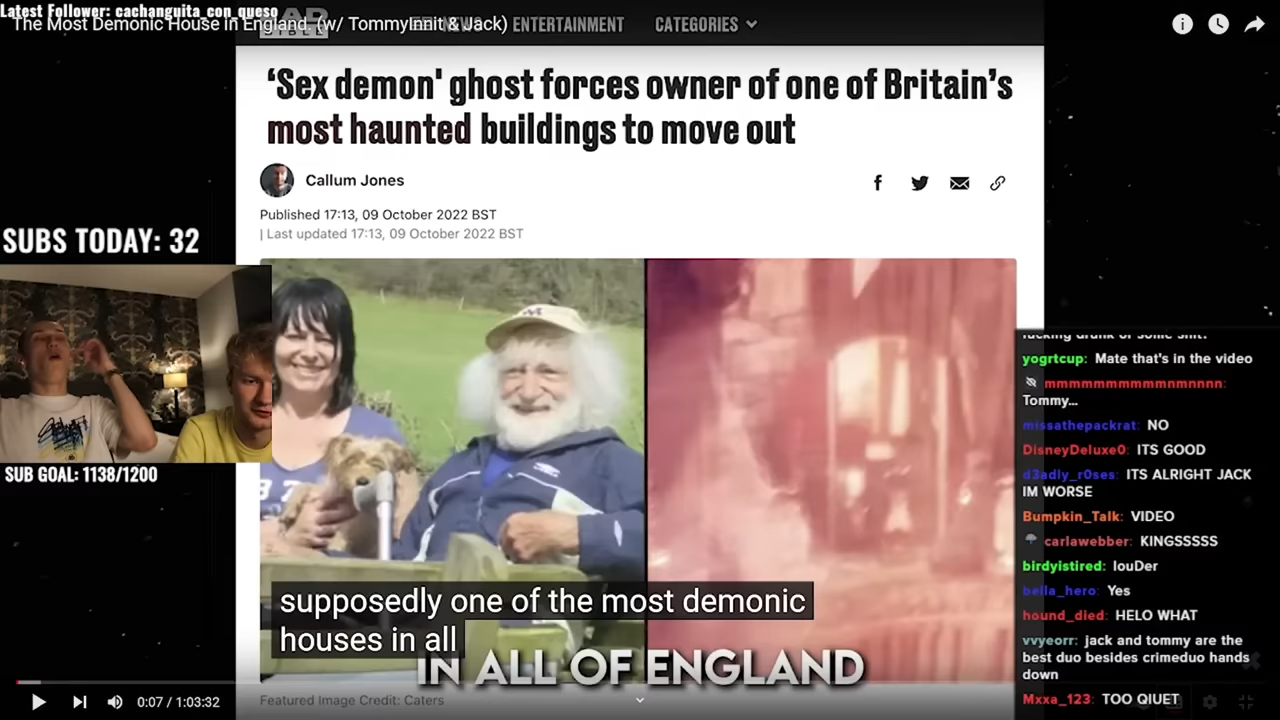 Latest Follower: cachanguita_con_queso
The Most Demonic House in England. (w/ TommyInnit & Jack)
ENTERTAINMENT
CATEGORIES
‘Sex demon' ghost forces owner of one of Britain’s
most haunted buildings to move out
Callum Jones
Published 17:13, 09 October 2022 BST
| Last updated 17:13, 09 October 2022 BST
SUBS TODAY: 32
SUB GOAL: 1138/1200
yogrtcup: Mate that's in the video
Tommy...
missathepackrat: NO
DisneyDeluxe0: ITS GOOD
d3adly_r0ses: ITS ALRIGHT JACK
IM WORSE
Bumpkin_Talk: VIDEO
carlawebber: KINGSSSSS
birdyistired: louDer
bella_hero: Yes
hound_died: HELO WHAT
vvyeorr: jack and tommy are the
best duo besides crimeduo hands
down
Mxxa_123: TOO QIUET
supposedly one of the most demonic
houses in all
IN ALL OF ENGLAND
Featured Image Credit: Caters
0:07 / 1:03:32